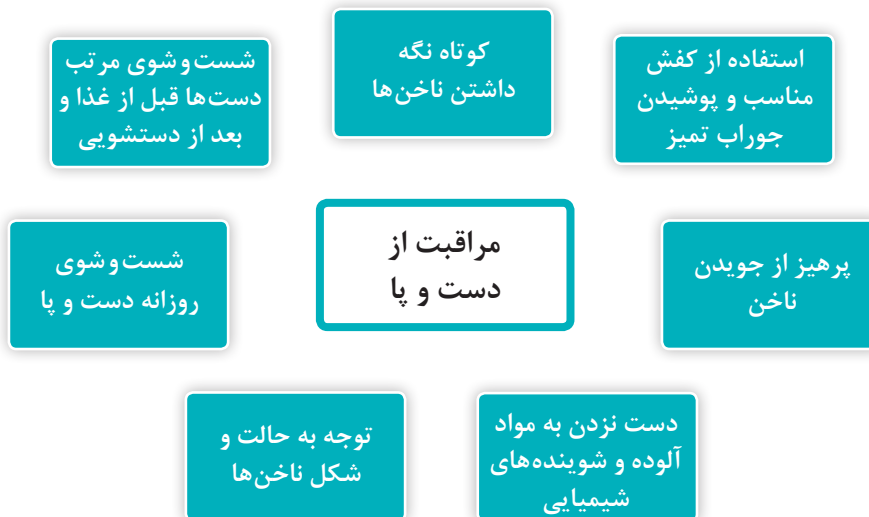 کوتاه نگه
داشتن ناخن‌ها
استفاده از کفش
مناسب و پوشیدن
جوراب تمیز
شست‌وشوی مرتب
دست‌ها قبل از غذا و
بعد از دستشویی
مراقبت از
دست و پا
پرهیز از جویدن
ناخن
شست‌وشوی
روزانه دست و پا
دست نزدن به مواد
آلوده و شوینده‌های
شیمیایی
توجه به حالت و
شکل ناخن‌ها